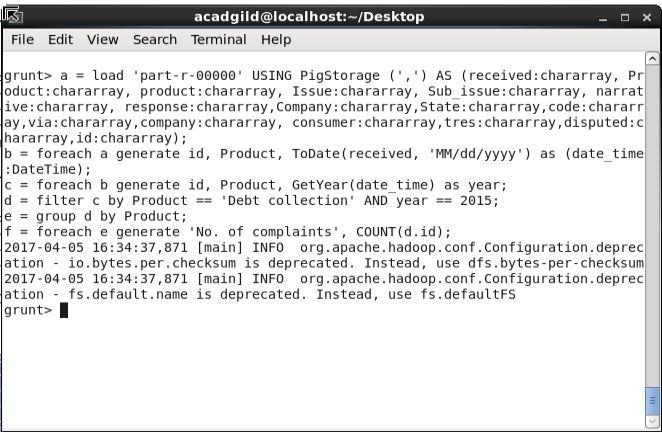 acadgild@localhost:~/Desktop
File Edit View Search Terminal Help
grunt> a = load 'part-r-00000' USING PigStorage (',') AS (received:chararray, Pr
oduct:chararray, product:chararray, Issue:chararray, Sub_issue:chararray, narrat
ive:chararray, response:chararray,Company:chararray,State:chararray,code:chararr
ay,via:chararray,company:chararray, consumer:chararray,tres:chararray,disputed:c
hararray,id:chararray);
b = foreach a generate id, Product, ToDate(received, 'MM/dd/yyyy') as (date_time
:DateTime);
c = foreach b generate id, Product, GetYear(date_time) as year;
d = filter c by Product == 'Debt collection' AND year == 2015;
e = group d by Product;
f = foreach e generate 'No. of complaints', COUNT(d.id);
2017-04-05 16:34:37,871 [main] INFO  org.apache.hadoop.conf.Configuration.deprec
ation - io.bytes.per.checksum is deprecated. Instead, use dfs.bytes-per-checksum
2017-04-05 16:34:37,871 [main] INFO  org.apache.hadoop.conf.Configuration.deprec
ation - fs.default.name is deprecated. Instead, use fs.defaultFS
grunt>